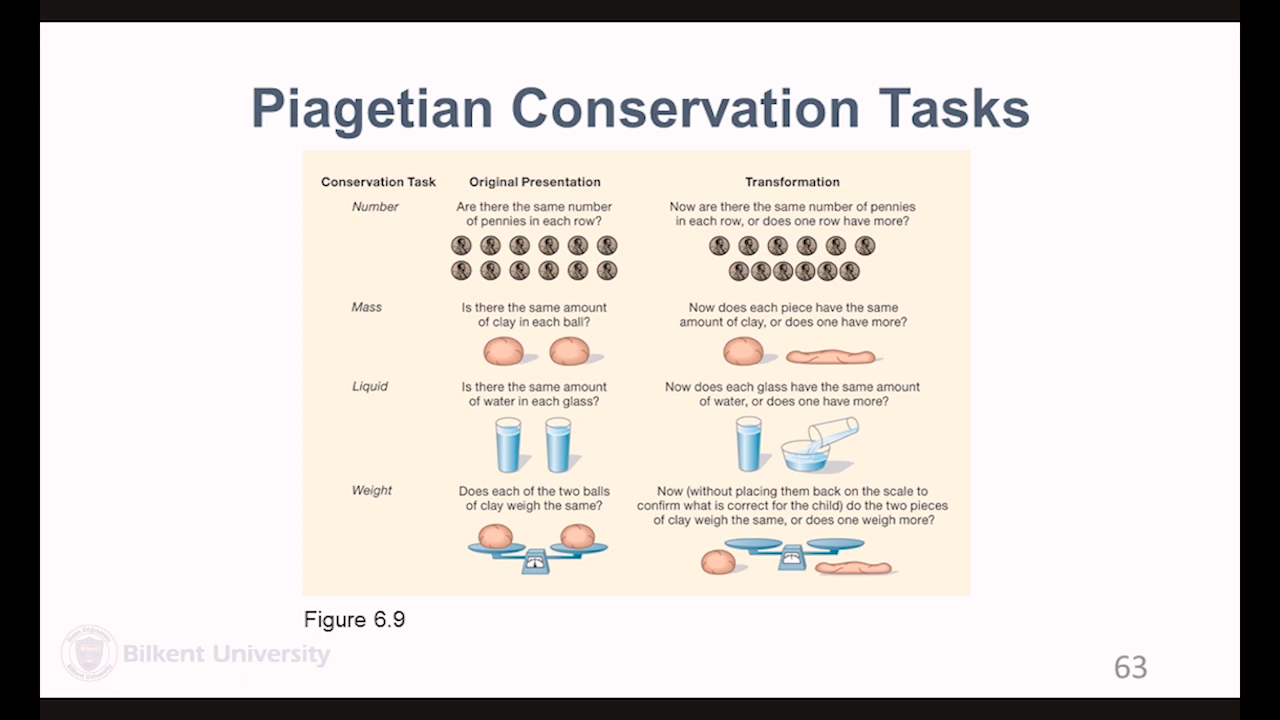 Piagetian Conservation Tasks
Conservation Task
Original Presentation
Transformation
Number
Are there the same number
of pennies in each row?
Now are there the same number of pennies
in each row, or does one row have more?
Mass
Is there the same amount
of clay in each ball?
Now does each piece have the same
amount of clay, or does one have more?
Liquid
Is there the same amount
of water in each glass?
Now does each glass have the same amount
of water, or does one have more?
Weight
Does each of the two balls
of clay weigh the same?
Now (without placing them back on the scale to
confirm what is correct for the child) do the two pieces
of clay weigh the same, or does one weigh more?
Figure 6.9
Bilkent University
63